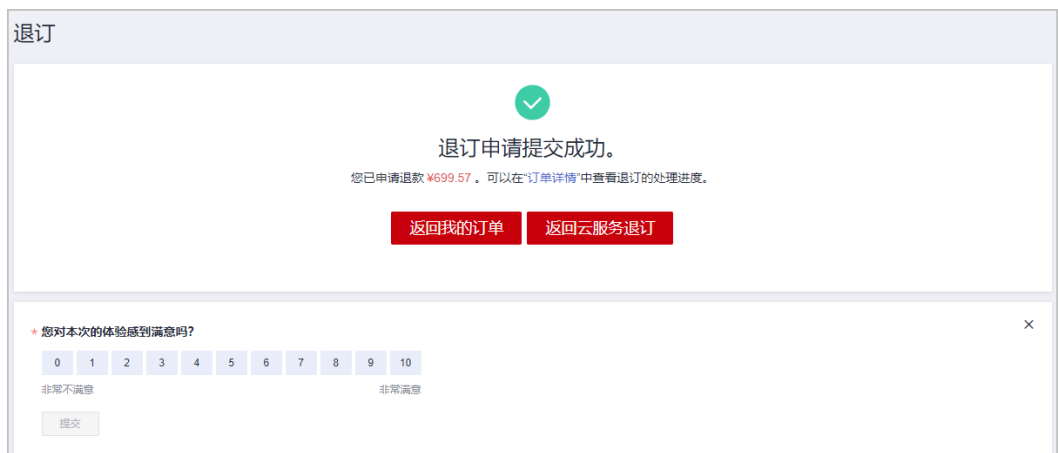 退订
退订申请提交成功。
您已申请退款 ¥699.57 。可以在“订单详情”中查看退订的处理进度。
返回我的订单 返回云服务退订
* 您对本次的体验感到满意吗?
0 1 2 3 4 5 6 7 8 9 10
非常不满意 非常满意
提交